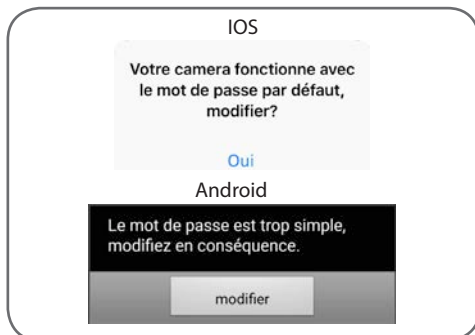 IOS
Votre camera fonctionne avec
le mot de passe par défaut,
modifier?
Oui
Android
Le mot de passe est trop simple,
modifiez en conséquence.
modifier